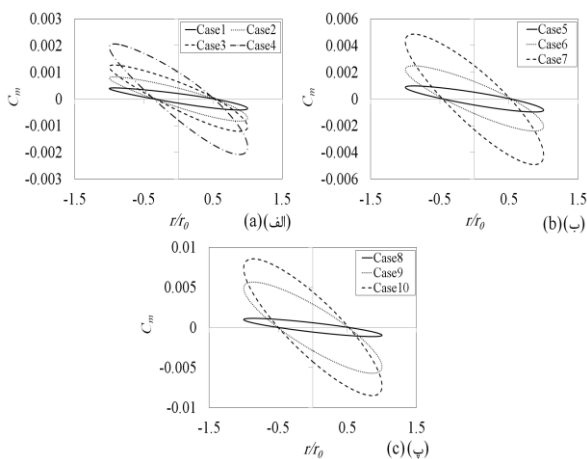 0.003
0.002
0.001
0
-0.001
-0.002
-0.003
Cm
Case1 Case2
Case3 Case4
-1.5 -0.5 0.5 1.5
r/r0
(a)(الف)
0.006
0.004
0.002
0
-0.002
-0.004
-0.006
Cm
Case5
Case6
Case7
-1.5 -0.5 0.5 1.5
r/r0
(b)(ب)
0.01
0.005
0
-0.005
-0.01
Cm
Case8
Case9
Case10
-1.5 -0.5 0.5 1.5
r/r0
(c)(پ)